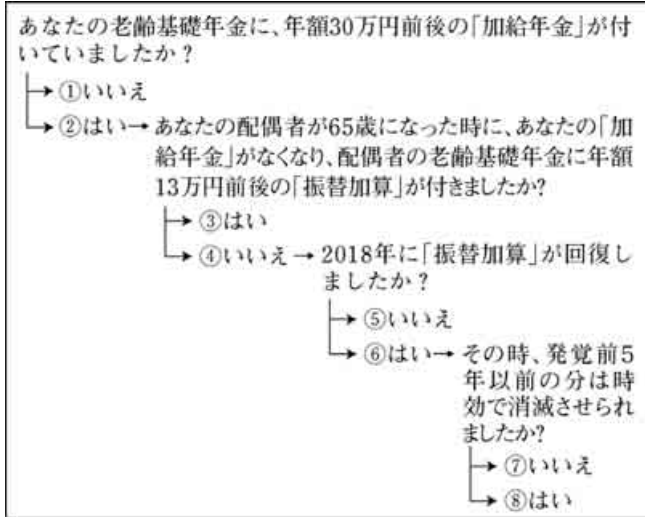 あなたの老齢基礎年金に、年額30万円前後の「加給年金」が付
いていましたか？
①いいえ
②はい→あなたの配偶者が65歳になった時に、あなたの「加
給年金」がなくなり、配偶者の老齢基礎年金に年額
13万円前後の「振替加算」が付きましたか?
③はい
④いいえ→2018年に「振替加算」が回復し
ましたか？
⑤いいえ
⑥はい→その時、発覚前5
年以前の分は時
効で消滅させられ
ましたか?
⑦いいえ
⑧はい